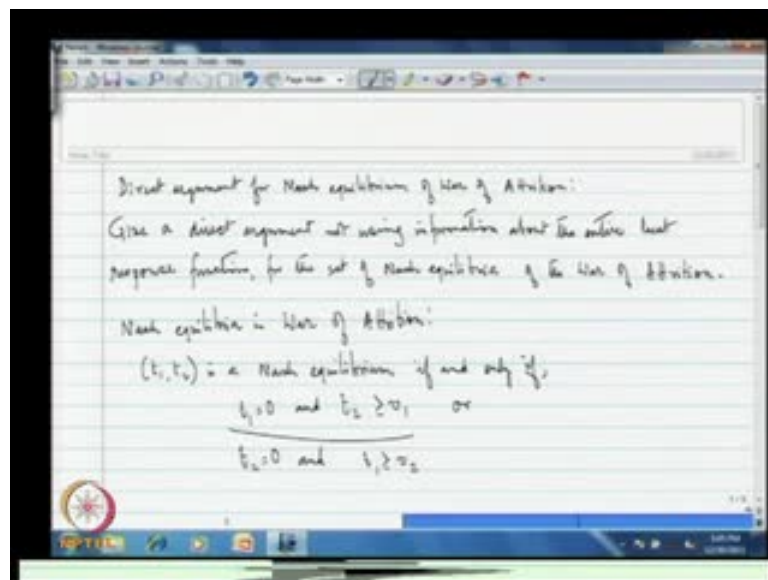 Direct argument for Nash equilibrium of War of Attrition:
Give a direct argument not using information about the entire best
response function, for the set of Nash equilibria of the War of Attrition.
Nash equilibria in War of Attrition:
(t₁, t₂) is a Nash equilibrium if and only if,
t₁=0 and t₂ ≥ v₁ or
t₂=0 and t₁ ≥ v₂
NPTEL